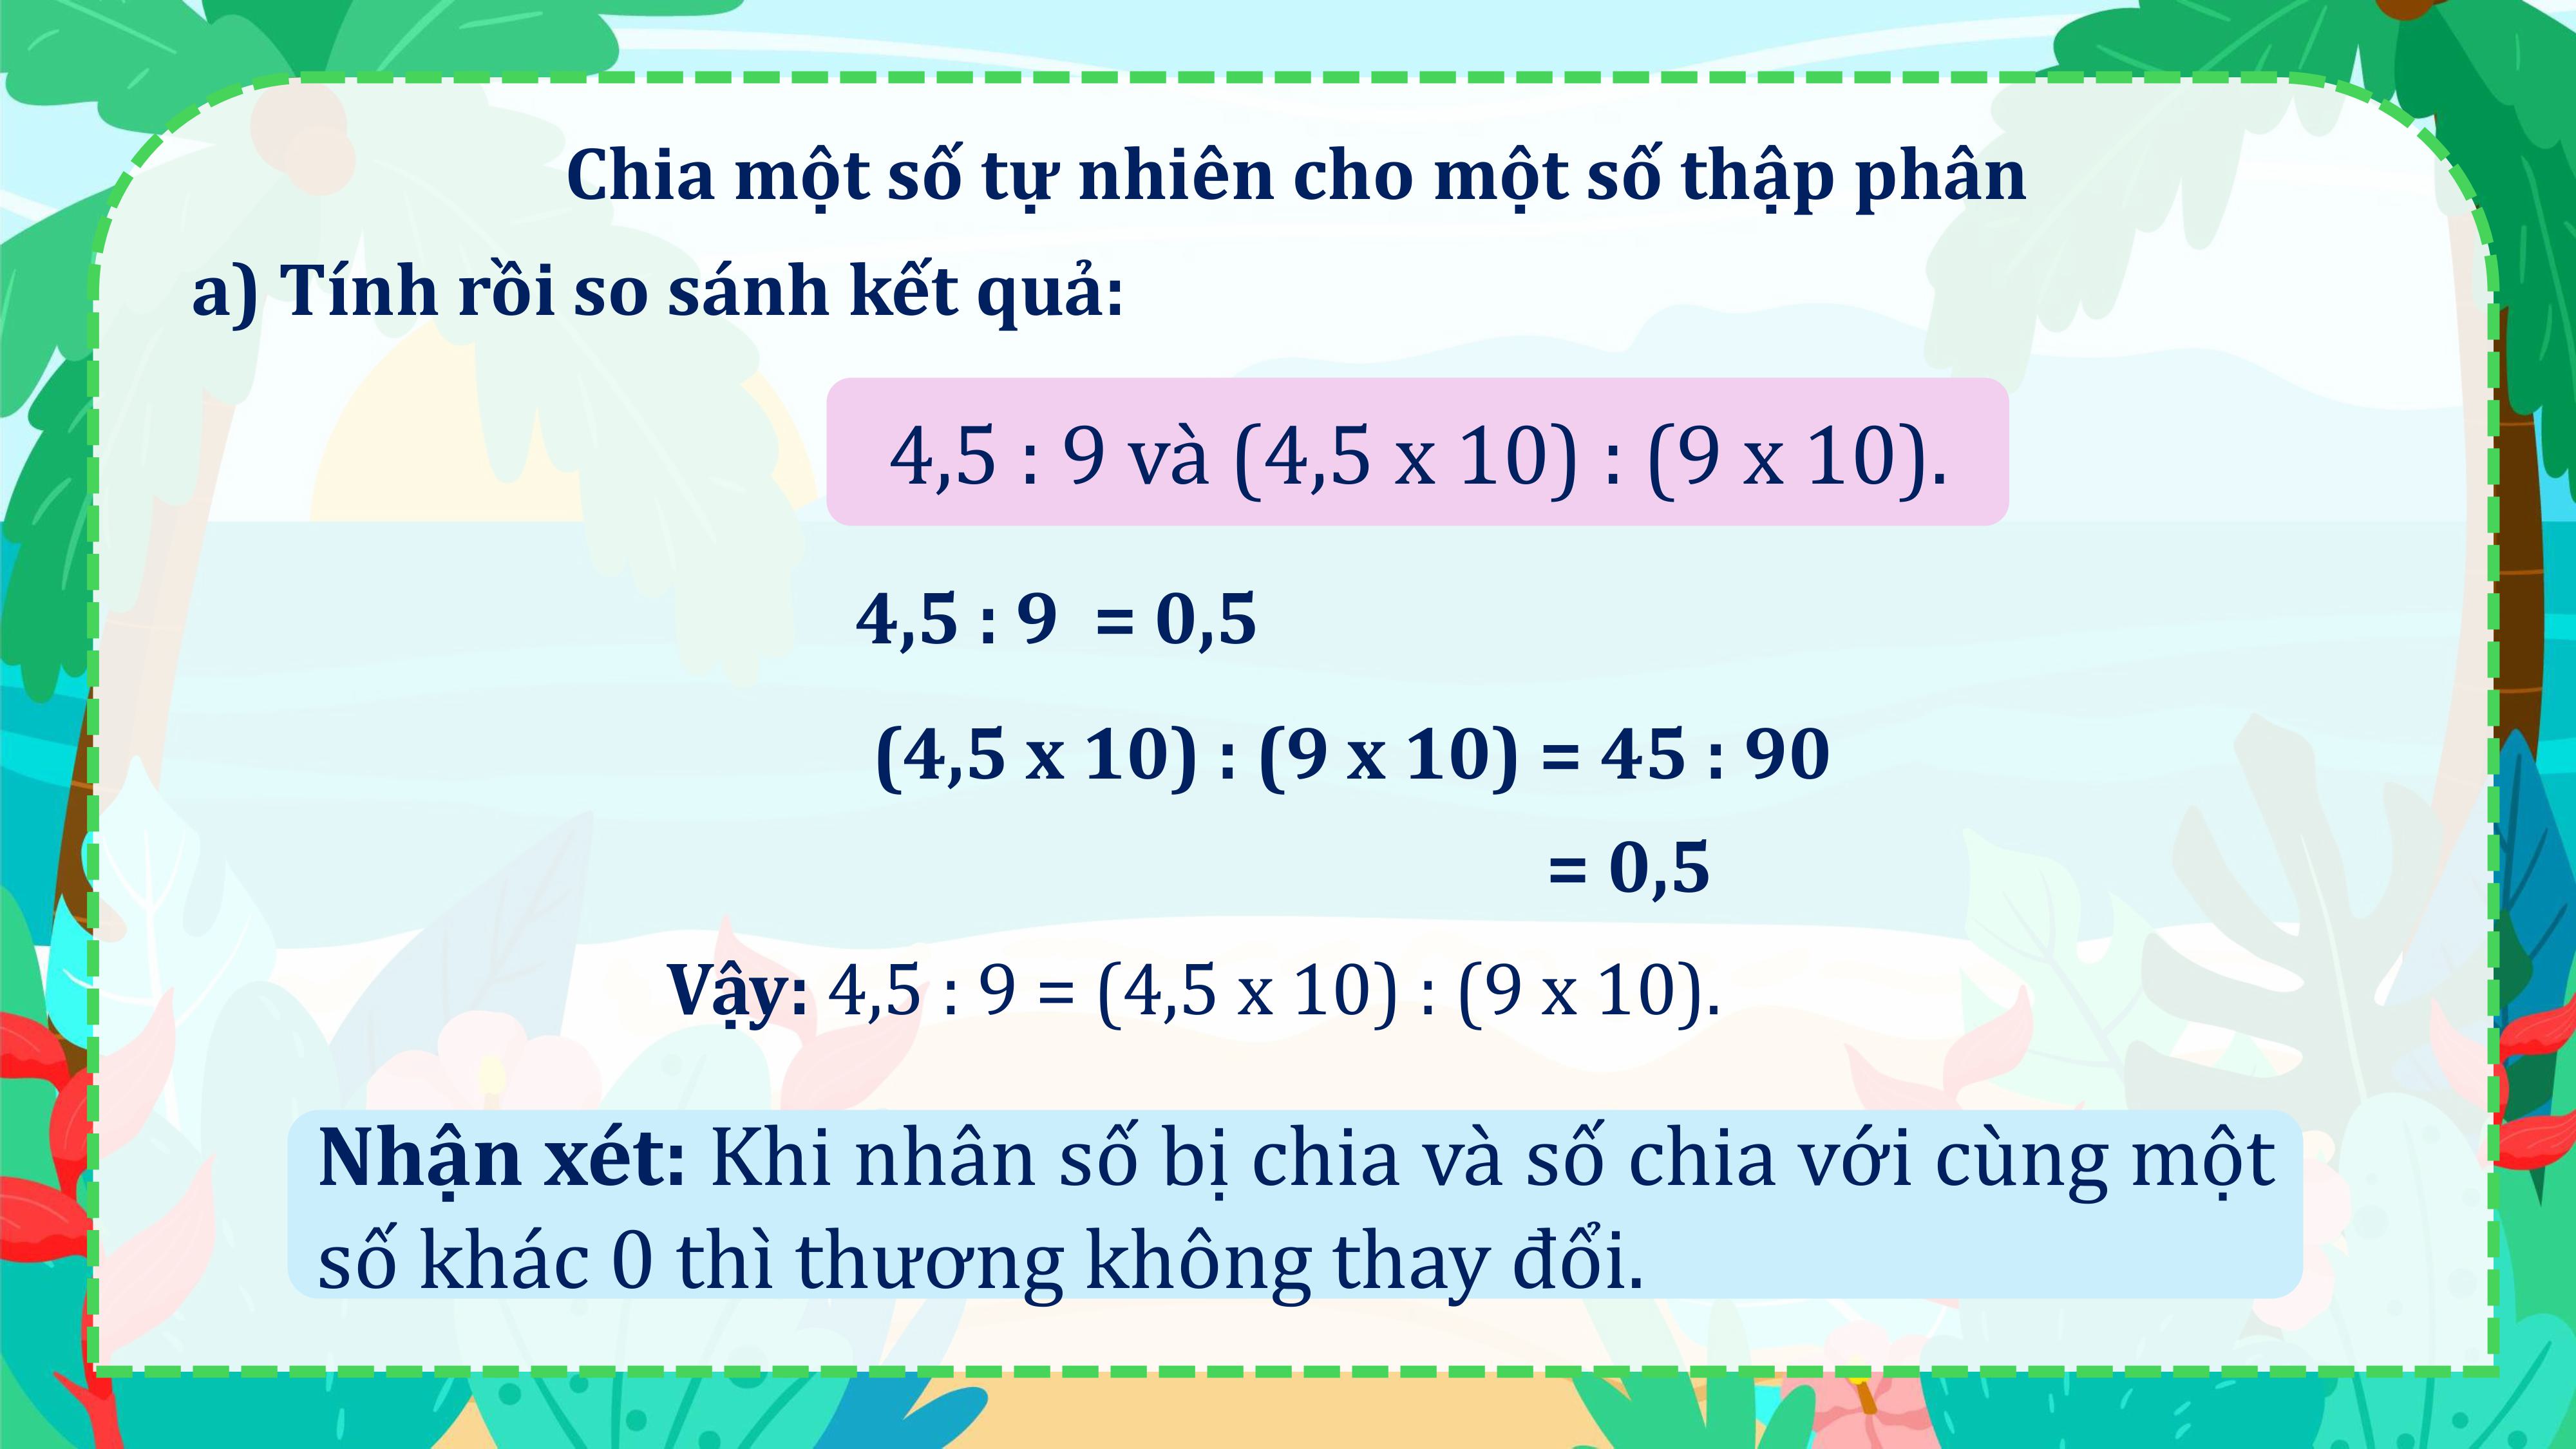 Chia một số tự nhiên cho một số thập phân
a) Tính rồi so sánh kết quả:
4,5 : 9 và (4,5 x 10) : (9 x 10).
4,5 : 9 = 0,5
(4,5 x 10) : (9 x 10) = 45 : 90
= 0,5
Vậy: 4,5 : 9 = (4,5 x 10) : (9 x 10).
Nhận xét: Khi nhân số bị chia và số chia với cùng một
số khác 0 thì thương không thay đổi.